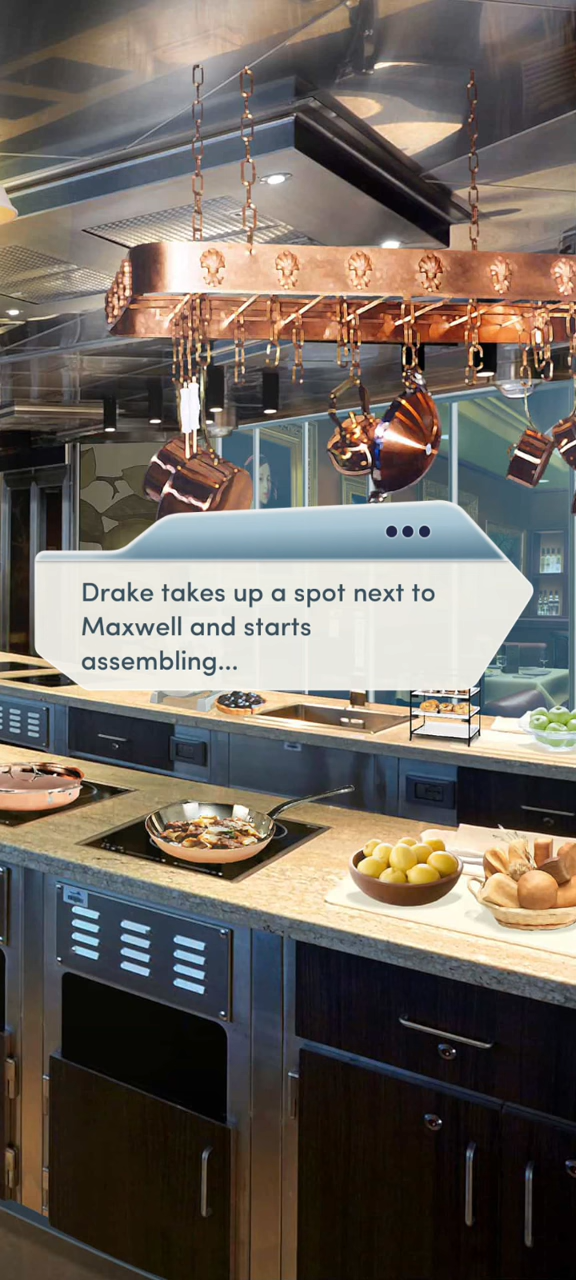 Drake takes up a spot next to
Maxwell and starts
assembling...